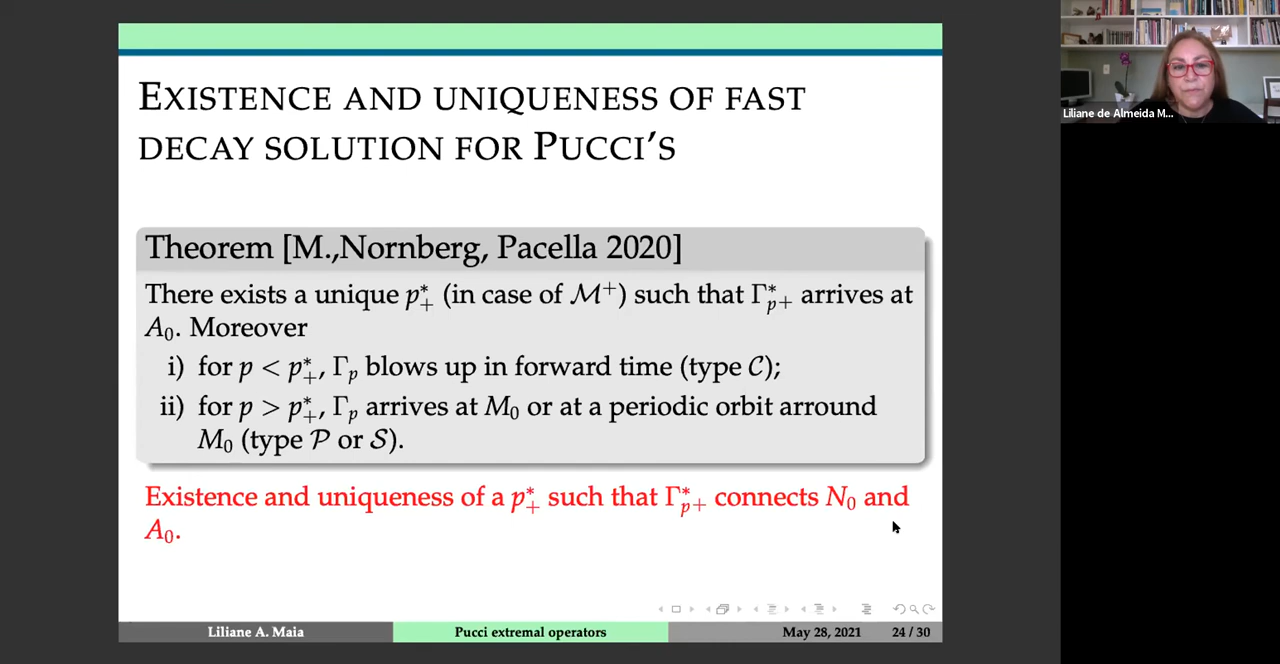 EXISTENCE AND UNIQUENESS OF FAST
DECAY SOLUTION FOR PUCCI'S
Theorem [M.,Nornberg, Pacella 2020]
There exists a unique p*₊ (in case of ℳ⁺) such that Γ*ₚ₊ arrives at
A₀. Moreover
i) for p < p*₊, Γₚ blows up in forward time (type 𝒞);
ii) for p > p*₊, Γₚ arrives at M₀ or at a periodic orbit arround
M₀ (type 𝒫 or 𝒮).
Existence and uniqueness of a p*₊ such that Γ*ₚ₊ connects N₀ and
A₀.
Liliane A. Maia
Pucci extremal operators
May 28, 2021
24 / 30
Liliane de Almeida M...